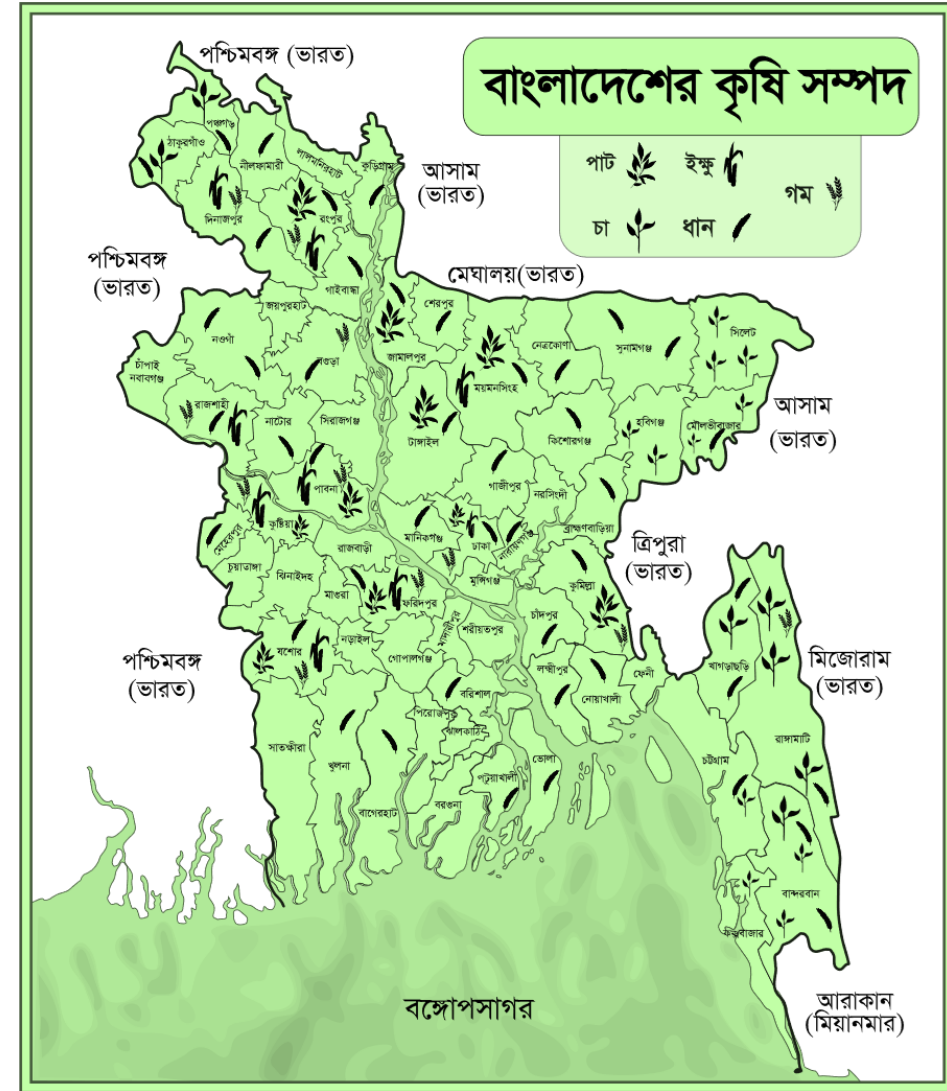 পশ্চিমবঙ্গ (ভারত)
বাংলাদেশের কৃষি সম্পদ
পাট
ইক্ষু
গম
চা
ধান
আসাম
(ভারত)
পশ্চিমবঙ্গ
(ভারত)
মেঘালয়(ভারত)
পঞ্চগড়
ঠাকুরগাঁও
নীলফামারী
লালমনিরহাট
কুড়িগ্রাম
দিনাজপুর
রংপুর
গাইবান্ধা
জয়পুরহাট
শেরপুর
নওগাঁ
বগুড়া
জামালপুর
নেত্রকোণা
সুনামগঞ্জ
সিলেট
চাঁপাই
নবাবগঞ্জ
ময়মনসিংহ
রাজশাহী
নাটোর
সিরাজগঞ্জ
টাঙ্গাইল
কিশোরগঞ্জ
হবিগঞ্জ
মৌলভীবাজার
আসাম
(ভারত)
পাবনা
গাজীপুর
নরসিংদী
কুষ্টিয়া
মেহেরপুর
মানিকগঞ্জ
ঢাকা
নারায়ণগঞ্জ
ব্রাহ্মণবাড়িয়া
ত্রিপুরা
(ভারত)
চুয়াডাঙ্গা
ঝিনাইদহ
রাজবাড়ী
মাগুরা
ফরিদপুর
মুন্সিগঞ্জ
কুমিল্লা
চাঁদপুর
যশোর
নড়াইল
গোপালগঞ্জ
মাদারীপুর
শরীয়তপুর
লক্ষ্মীপুর
নোয়াখালী
ফেনী
খাগড়াছড়ি
পশ্চিমবঙ্গ
(ভারত)
মিজোরাম
(ভারত)
বরিশাল
পিরোজপুর
ঝালকাঠি
সাতক্ষীরা
খুলনা
বাগেরহাট
বরগুনা
পটুয়াখালী
ভোলা
চট্টগ্রাম
রাঙ্গামাটি
বান্দরবান
কক্সবাজার
বঙ্গোপসাগর
আরাকান
(মিয়ানমার)